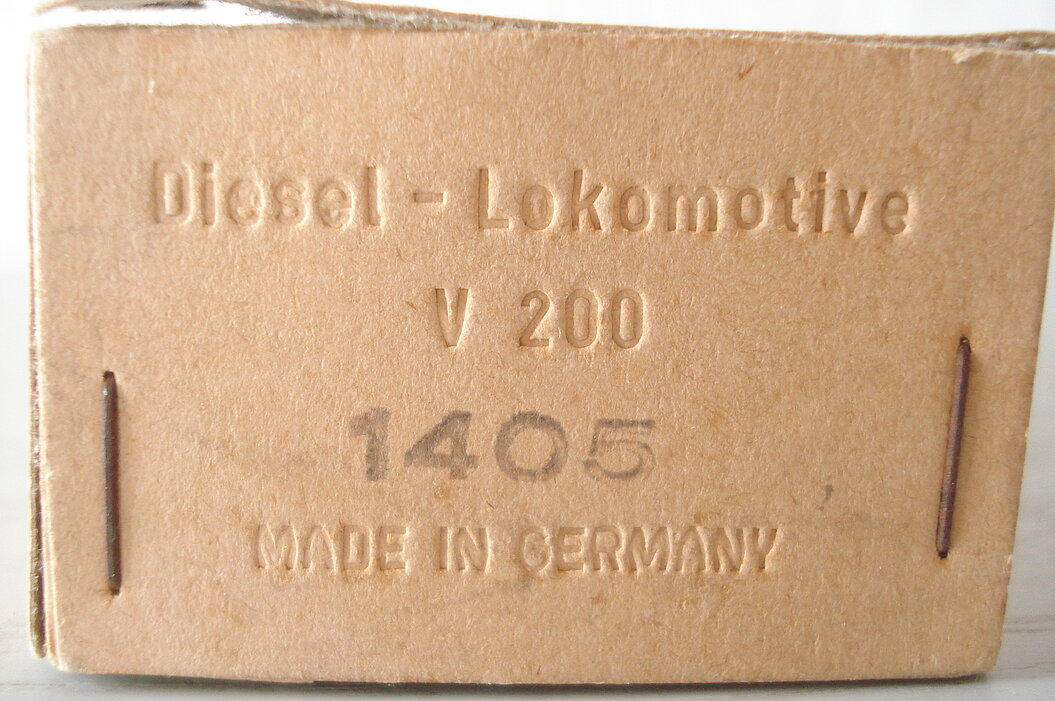 Diesel - Lokomotive
V 200
1405
MADE IN GERMANY